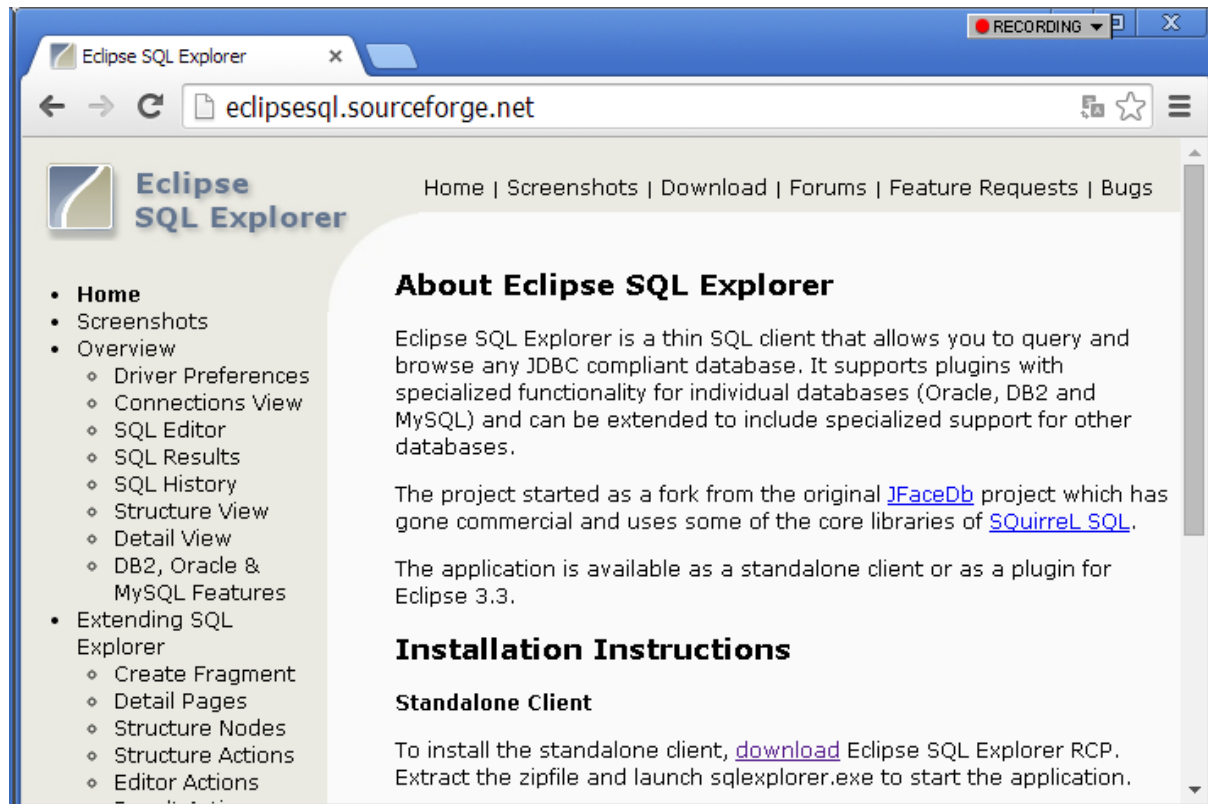 RECORDING
Eclipse SQL Explorer
eclipsesql.sourceforge.net
Eclipse
SQL Explorer
Home | Screenshots | Download | Forums | Feature Requests | Bugs
Home
Screenshots
Overview
Driver Preferences
Connections View
SQL Editor
SQL Results
SQL History
Structure View
Detail View
DB2, Oracle &
MySQL Features
Extending SQL
Explorer
Create Fragment
Detail Pages
Structure Nodes
Structure Actions
Editor Actions
About Eclipse SQL Explorer
Eclipse SQL Explorer is a thin SQL client that allows you to query and
browse any JDBC compliant database. It supports plugins with
specialized functionality for individual databases (Oracle, DB2 and
MySQL) and can be extended to include specialized support for other
databases.
The project started as a fork from the original JFaceDb project which has
gone commercial and uses some of the core libraries of SQuirreL SQL.
The application is available as a standalone client or as a plugin for
Eclipse 3.3.
Installation Instructions
Standalone Client
To install the standalone client, download Eclipse SQL Explorer RCP.
Extract the zipfile and launch sqlexplorer.exe to start the application.